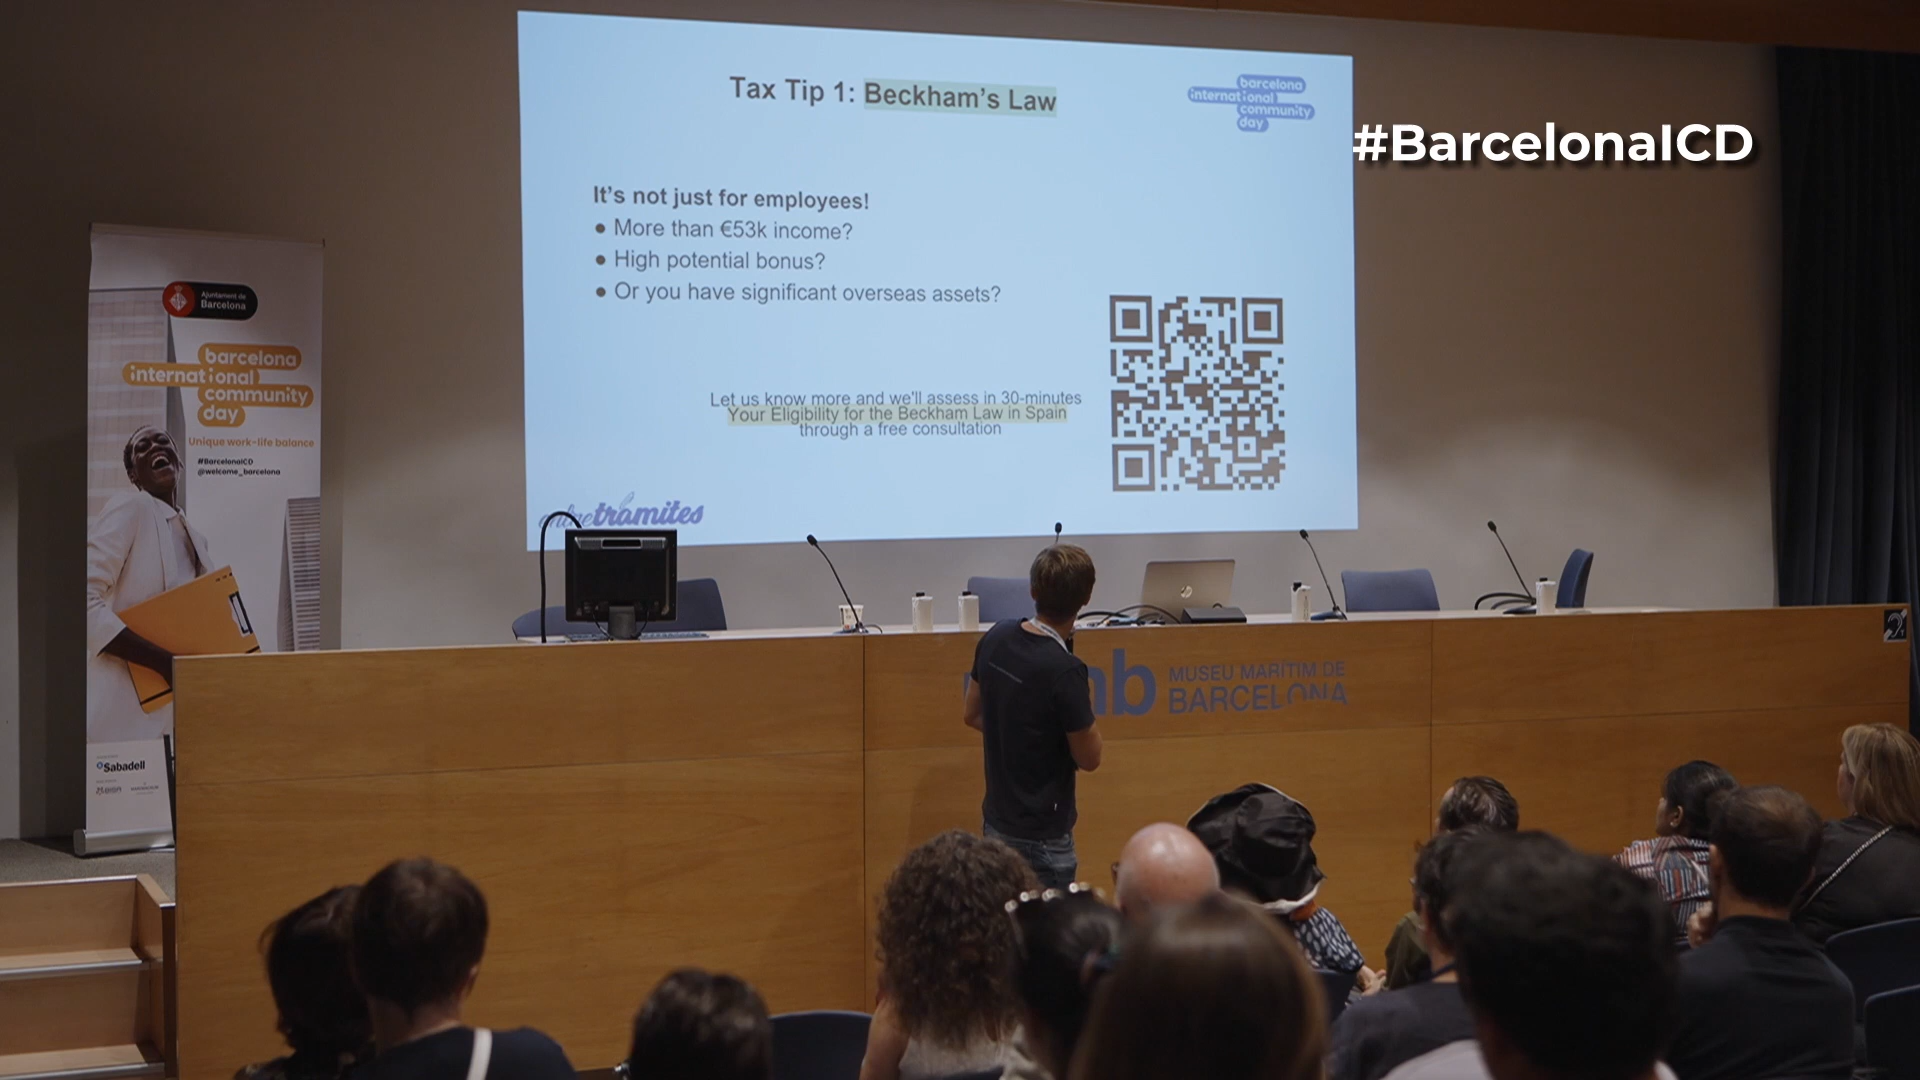 Tax Tip 1: Beckham's Law
barcelona
international
community
day
#BarcelonaICD
It's not just for employees!
• More than €53k income?
• High potential bonus?
• Or you have significant overseas assets?
Let us know more and we'll assess in 30-minutes
Your Eligibility for the Beckham Law in Spain
through a free consultation
entretrámites
Ajuntament de
Barcelona
barcelona
international
community
day
Unique work-life balance
#BarcelonaICD
@welcome_barcelona
Sabadell
hp
mb MUSEU MARÍTIM DE
BARCELONA
T